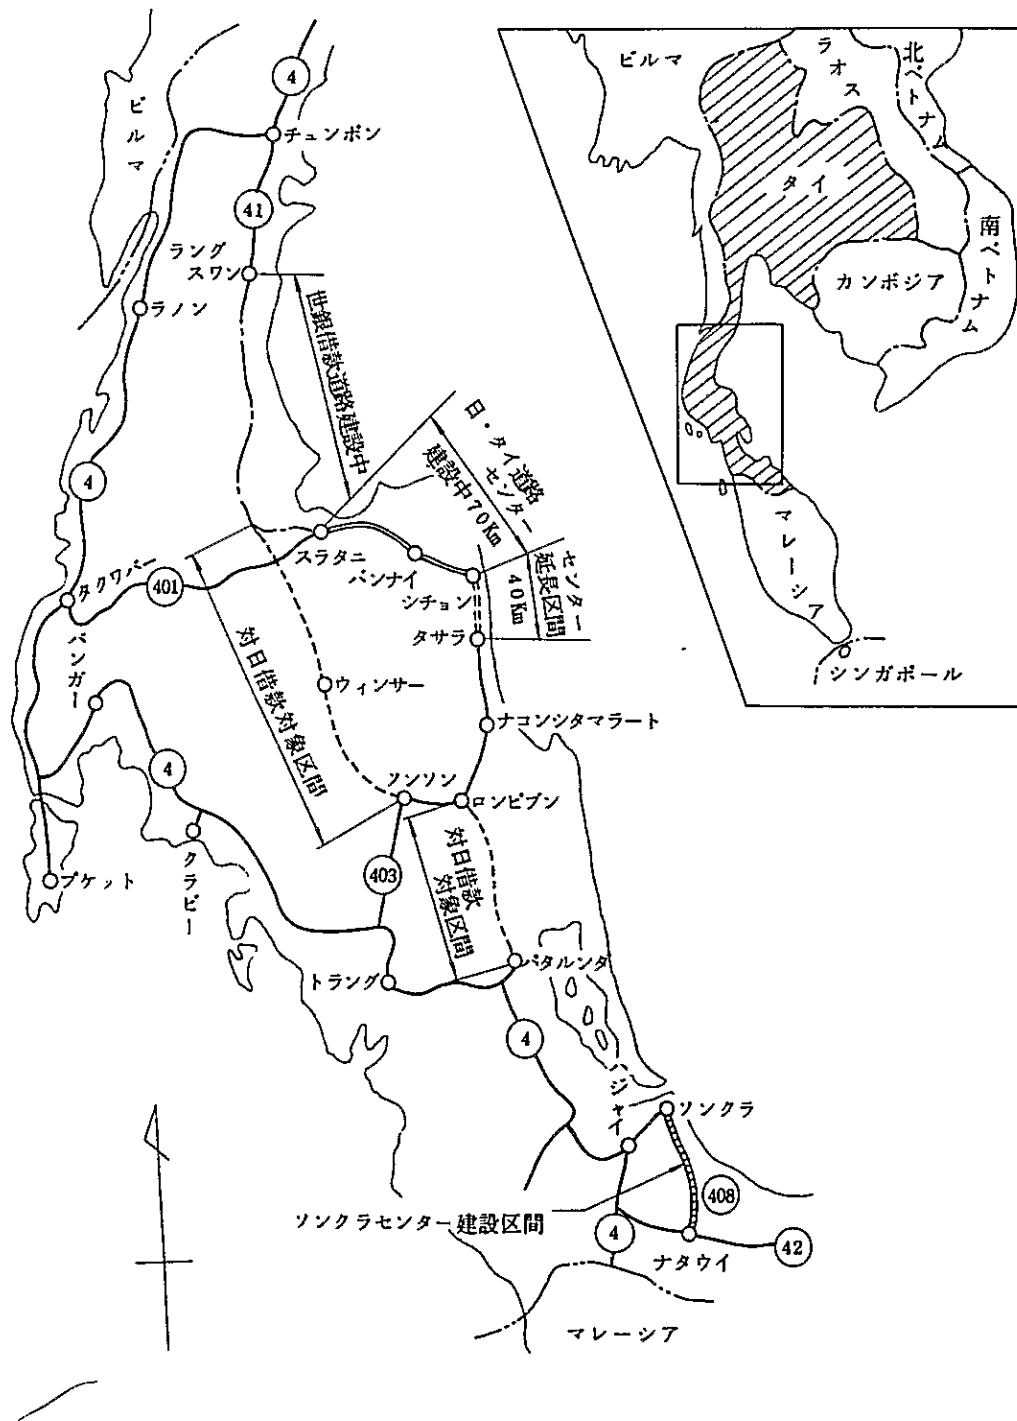 ビルマ
4
チュンポン
41
ラング
スワン
ラノン
世銀借款道路建設中
4
日・タイ道路
センター
建設中70Km
センター
延長区間
40Km
スラタニ
バンナイ
シチョン
タサラ
タクワパー
401
バンガー
対日借款対象区間
ウィンサー
ナコンシタマラート
ソンソン
ロンピブン
4
クラビー
プケット
403
対日借款
対象区間
トラング
パタルンタ
4
ハジャイ
ソンクラ
408
ソンクラセンター建設区間
4
ナタウイ
42
マレーシア
ビルマ
ラオス
北ベトナム
タイ
南ベトナム
カンボジア
マレーシア
シンガポール